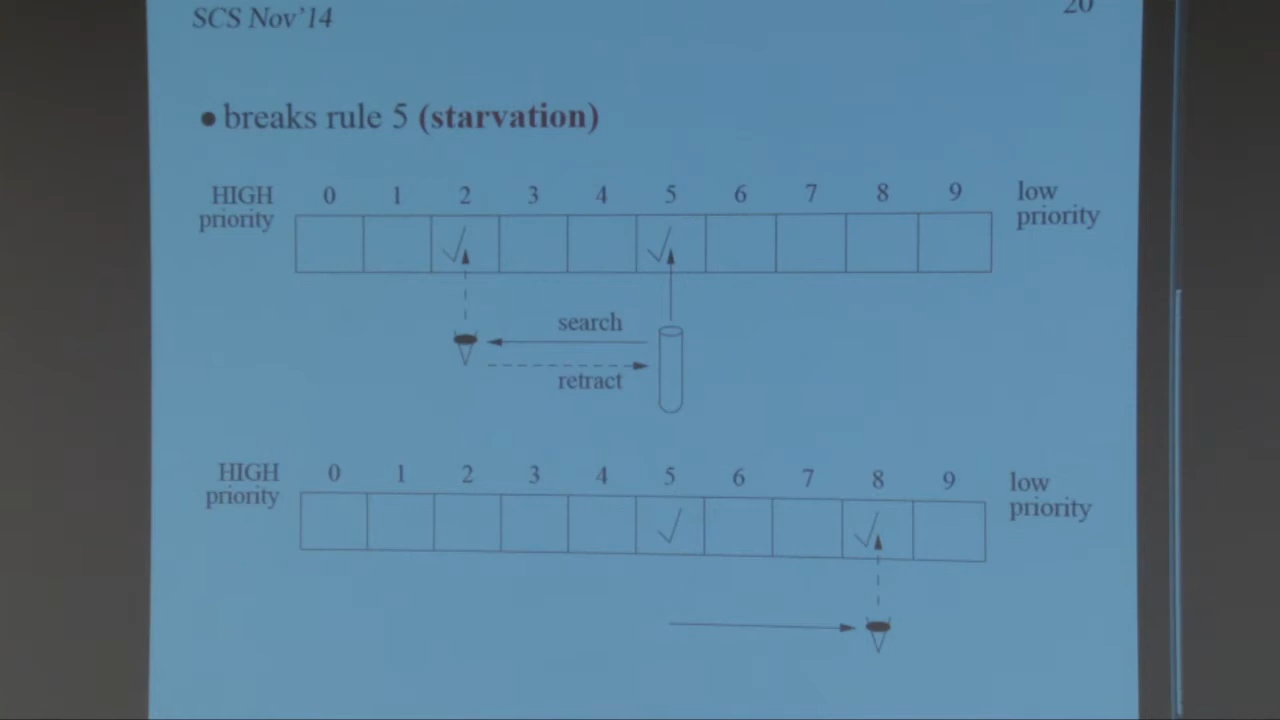 SCS Nov'14 20
• breaks rule 5 (starvation)
HIGH priority 0 1 2 3 4 5 6 7 8 9 low priority
search
retract
HIGH priority 0 1 2 3 4 5 6 7 8 9 low priority